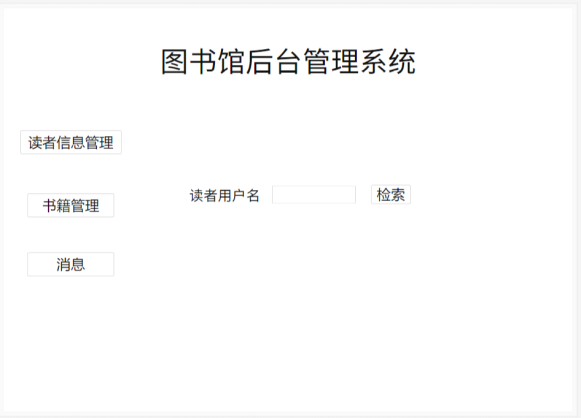 图书馆后台管理系统
读者信息管理
读者用户名 检索
书籍管理
消息